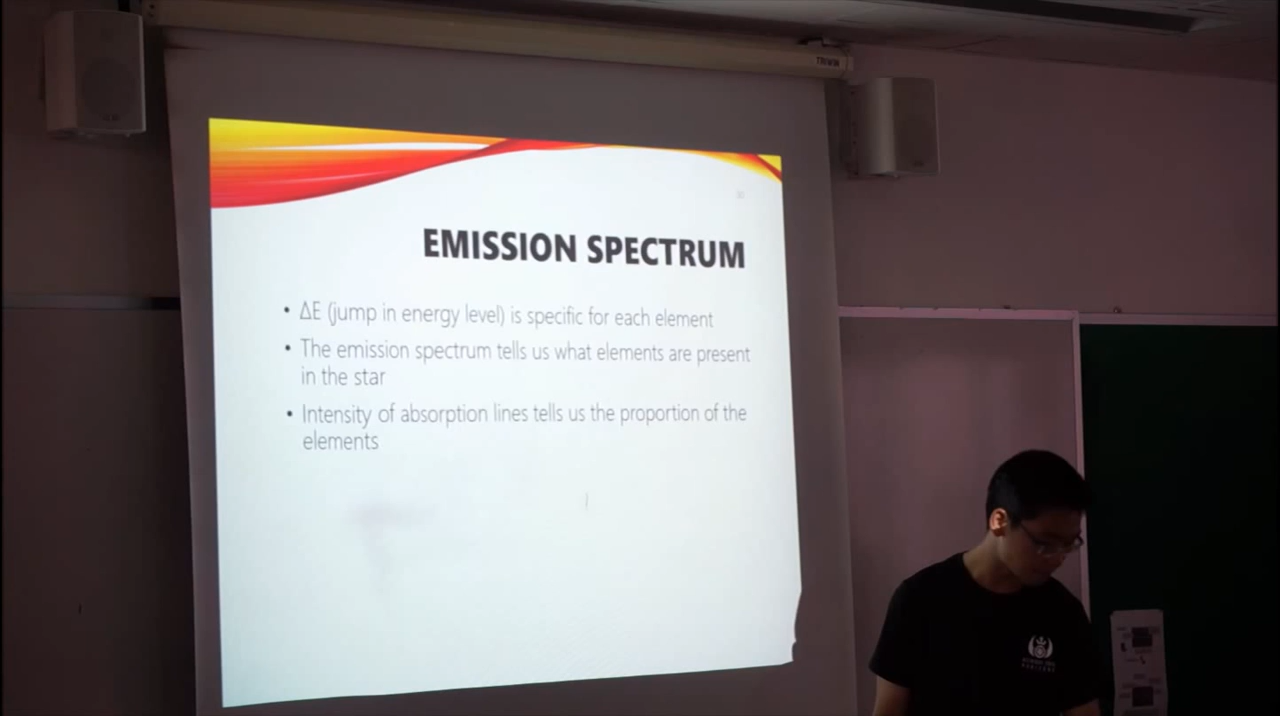 TRIWIN
EMISSION SPECTRUM
• ΔE (jump in energy level) is specific for each element
• The emission spectrum tells us what elements are present
in the star
• Intensity of absorption lines tells us the proportion of the
elements